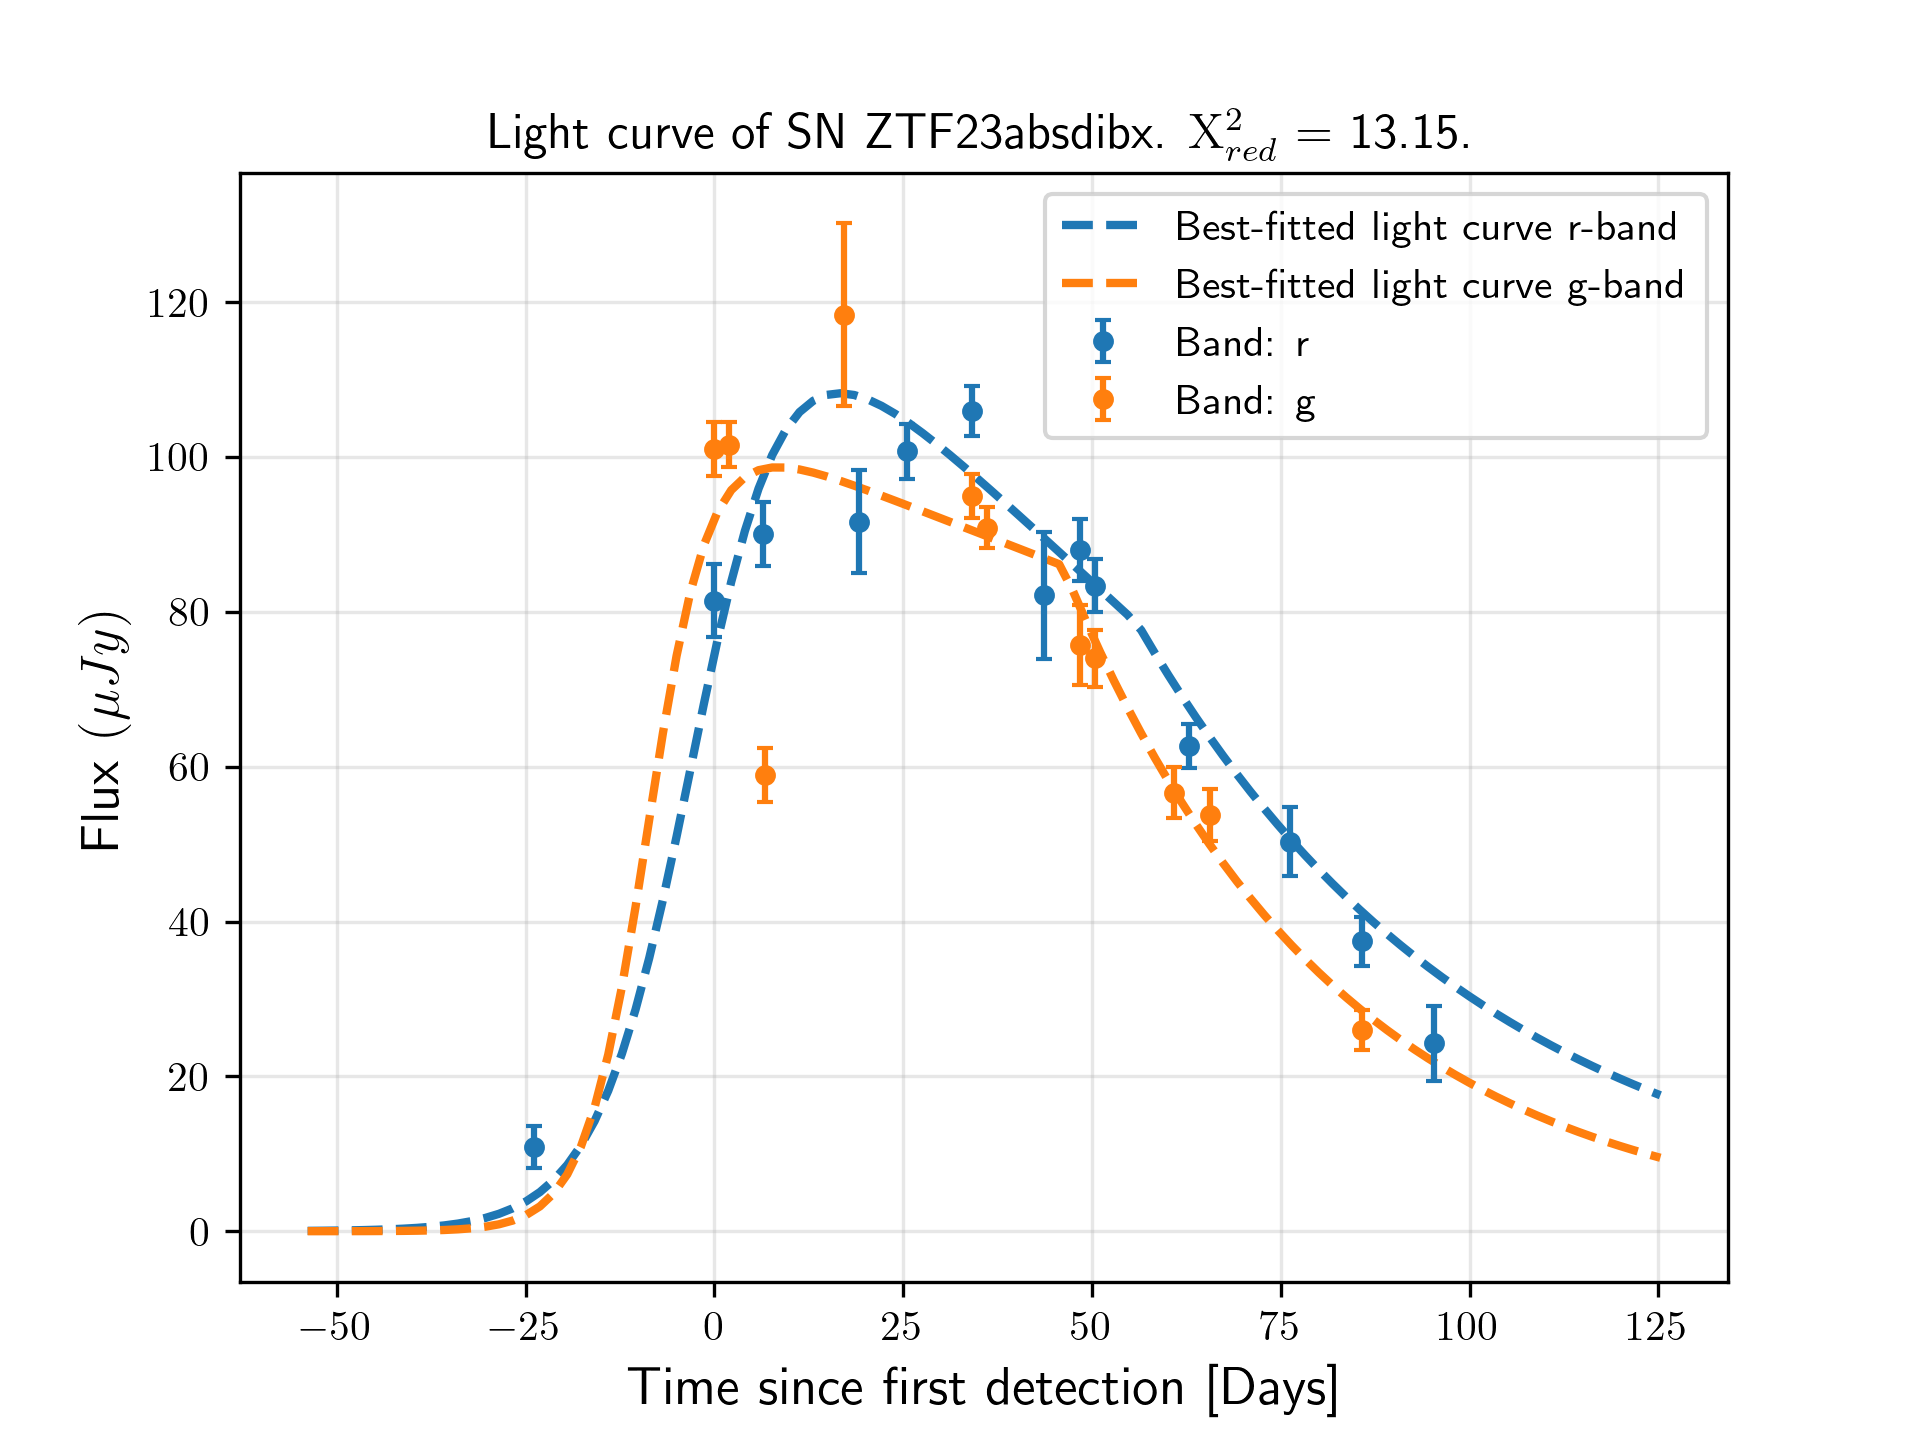 Light curve of SN ZTF23absdibx. X²_red = 13.15.
Best-fitted light curve r-band
Best-fitted light curve g-band
Band: r
Band: g
Flux (μJy)
120
100
80
60
40
20
0
−50 −25 0 25 50 75 100 125
Time since first detection [Days]